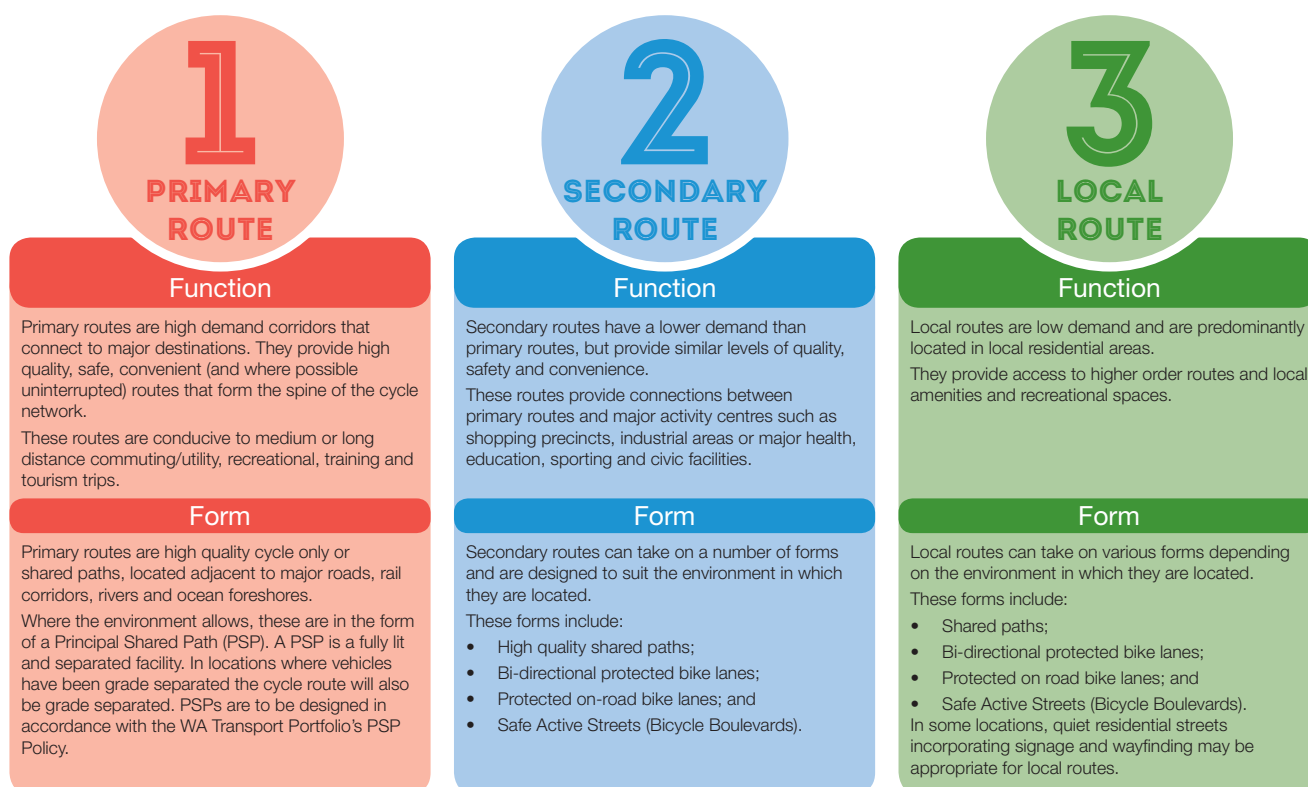 1
PRIMARY
ROUTE
Function
Primary routes are high demand corridors that
connect to major destinations. They provide high
quality, safe, convenient (and where possible
uninterrupted) routes that form the spine of the cycle
network.
These routes are conducive to medium or long
distance commuting/utility, recreational, training and
tourism trips.
Form
Primary routes are high quality cycle only or
shared paths, located adjacent to major roads, rail
corridors, rivers and ocean foreshores.
Where the environment allows, these are in the form
of a Principal Shared Path (PSP). A PSP is a fully lit
and separated facility. In locations where vehicles
have been grade separated the cycle route will also
be grade separated. PSPs are to be designed in
accordance with the WA Transport Portfolio's PSP
Policy.
2
SECONDARY
ROUTE
Function
Secondary routes have a lower demand than
primary routes, but provide similar levels of quality,
safety and convenience.
These routes provide connections between
primary routes and major activity centres such as
shopping precincts, industrial areas or major health,
education, sporting and civic facilities.
Form
Secondary routes can take on a number of forms
and are designed to suit the environment in which
they are located.
These forms include:
• High quality shared paths;
• Bi-directional protected bike lanes;
• Protected on-road bike lanes; and
• Safe Active Streets (Bicycle Boulevards).
3
LOCAL
ROUTE
Function
Local routes are low demand and are predominantly
located in local residential areas.
They provide access to higher order routes and local
amenities and recreational spaces.
Form
Local routes can take on various forms depending
on the environment in which they are located.
These forms include:
• Shared paths;
• Bi-directional protected bike lanes;
• Protected on road bike lanes; and
• Safe Active Streets (Bicycle Boulevards).
In some locations, quiet residential streets
incorporating signage and wayfinding may be
appropriate for local routes.